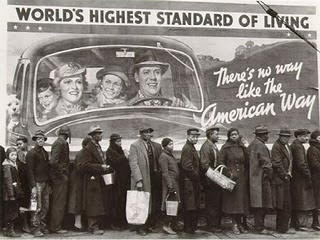 WORLD'S HIGHEST STANDARD OF LIVING
There's no way
like the
American Way